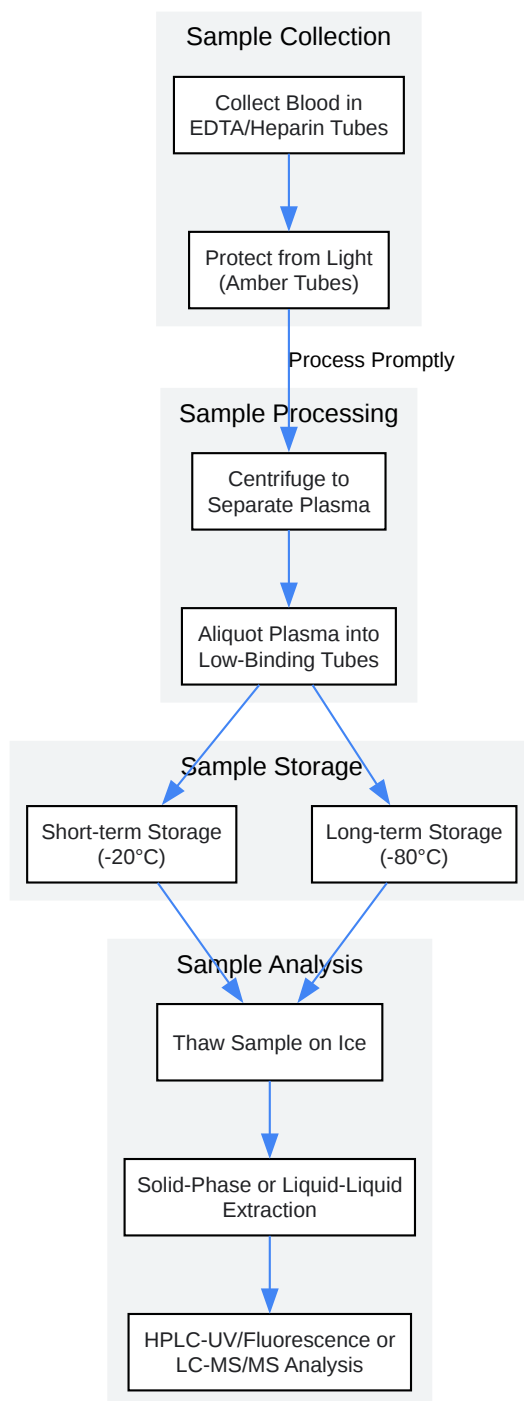 Sample Collection
Collect Blood in
EDTA/Heparin Tubes
Protect from Light
(Amber Tubes)
Process Promptly
Sample Processing
Centrifuge to
Separate Plasma
Aliquot Plasma into
Low-Binding Tubes
Sample Storage
Short-term Storage
(-20°C)
Long-term Storage
(-80°C)
Sample Analysis
Thaw Sample on Ice
Solid-Phase or Liquid-Liquid
Extraction
HPLC-UV/Fluorescence or
LC-MS/MS Analysis